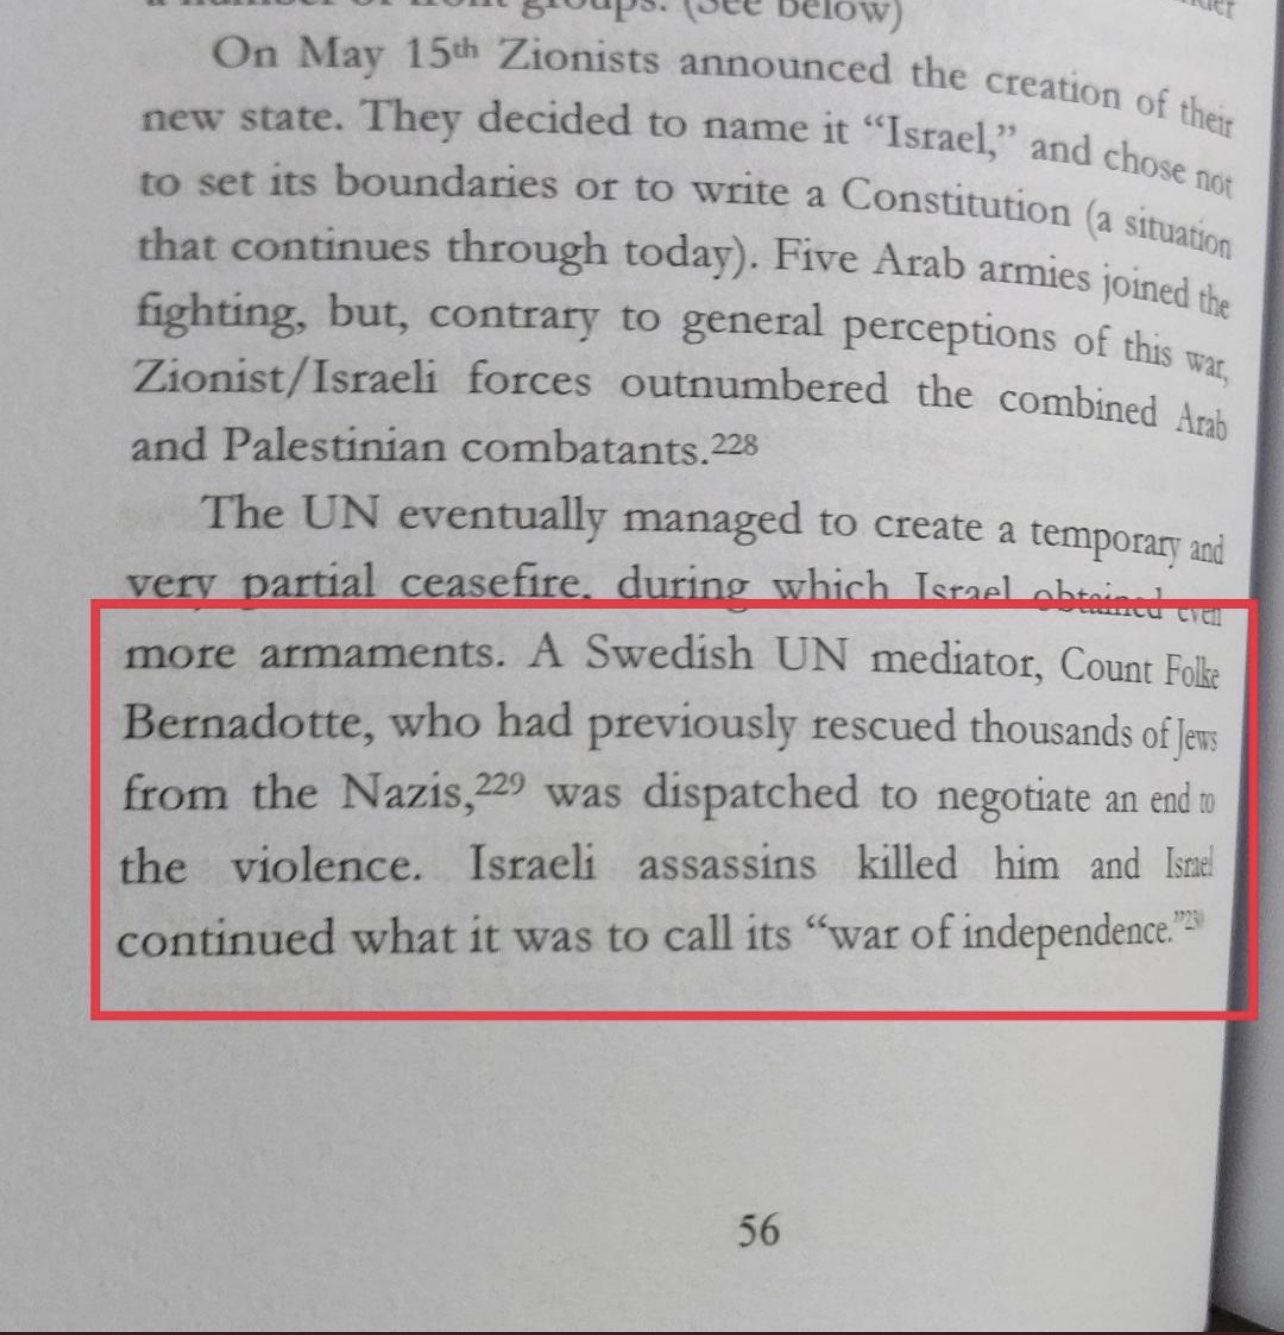 a number of front groups. (See below)
On May 15th Zionists announced the creation of their
new state. They decided to name it “Israel,” and chose not
to set its boundaries or to write a Constitution (a situation
that continues through today). Five Arab armies joined the
fighting, but, contrary to general perceptions of this war,
Zionist/Israeli forces outnumbered the combined Arab
and Palestinian combatants.228
The UN eventually managed to create a temporary and
very partial ceasefire, during which Israel obtained even
more armaments. A Swedish UN mediator, Count Folke
Bernadotte, who had previously rescued thousands of Jews
from the Nazis,229 was dispatched to negotiate an end to
the violence. Israeli assassins killed him and Israel
continued what it was to call its “war of independence.”230
56